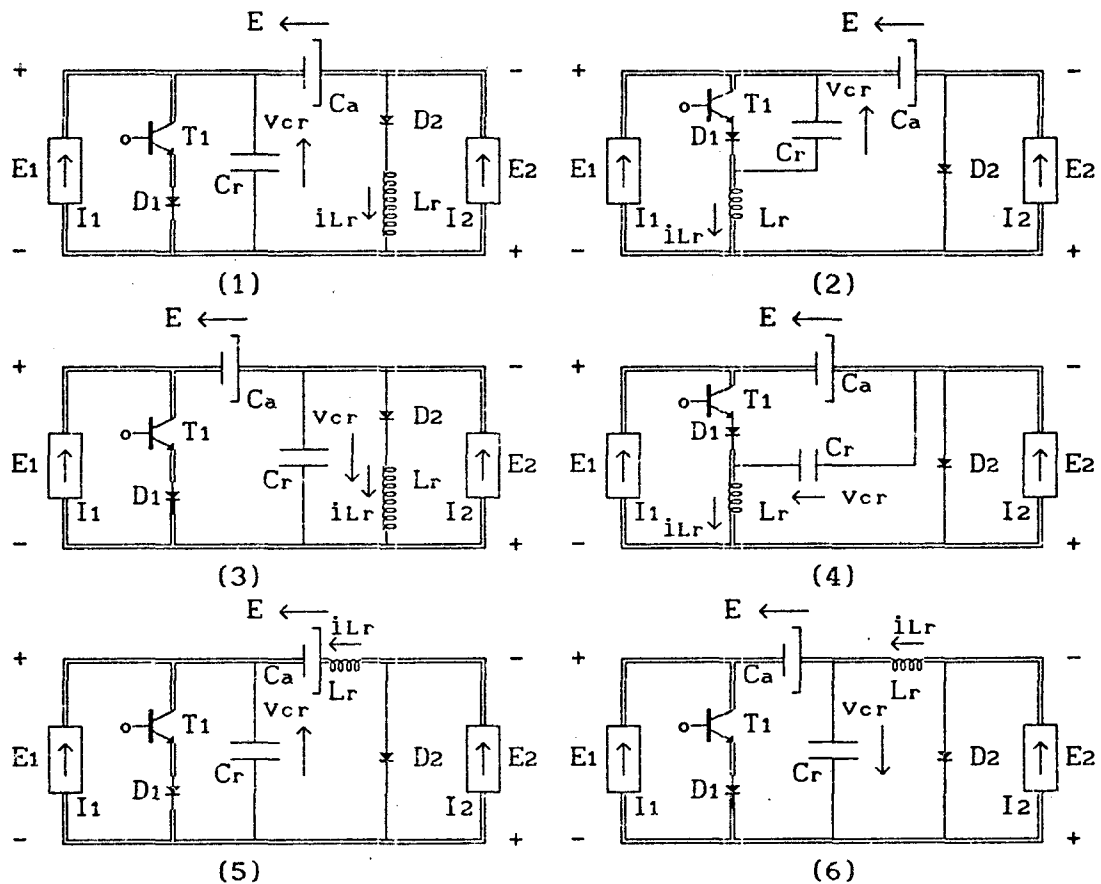 E
+
-
Ca
Vcr
T1
D2
E1
Cr
E2
D1
iLr
Lr
I1
I2
-
+
(1)
E
+
-
T1
Vcr
D1
Ca
Cr
E1
D2
E2
I1
iLr
Lr
I2
-
+
(2)
E
+
-
Ca
Vcr
T1
D2
E1
Cr
Lr
E2
D1
iLr
I1
I2
-
+
(3)
E
+
-
T1
Ca
D1
Cr
E1
D2
E2
Vcr
I1
iLr
Lr
I2
-
+
(4)
E
iLr
+
-
Ca
Lr
T1
Vcr
E1
Cr
D2
E2
D1
I1
I2
-
+
(5)
E
iLr
+
-
Ca
Lr
T1
Vcr
E1
Cr
D2
E2
D1
I1
I2
-
+
(6)